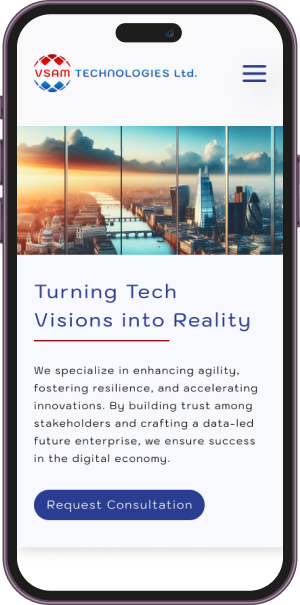 VSAM TECHNOLOGIES Ltd.
Turning Tech
Visions into Reality
We specialize in enhancing agility,
fostering resilience, and accelerating
innovations. By building trust among
stakeholders and crafting a data-led
future enterprise, we ensure success
in the digital economy.
Request Consultation